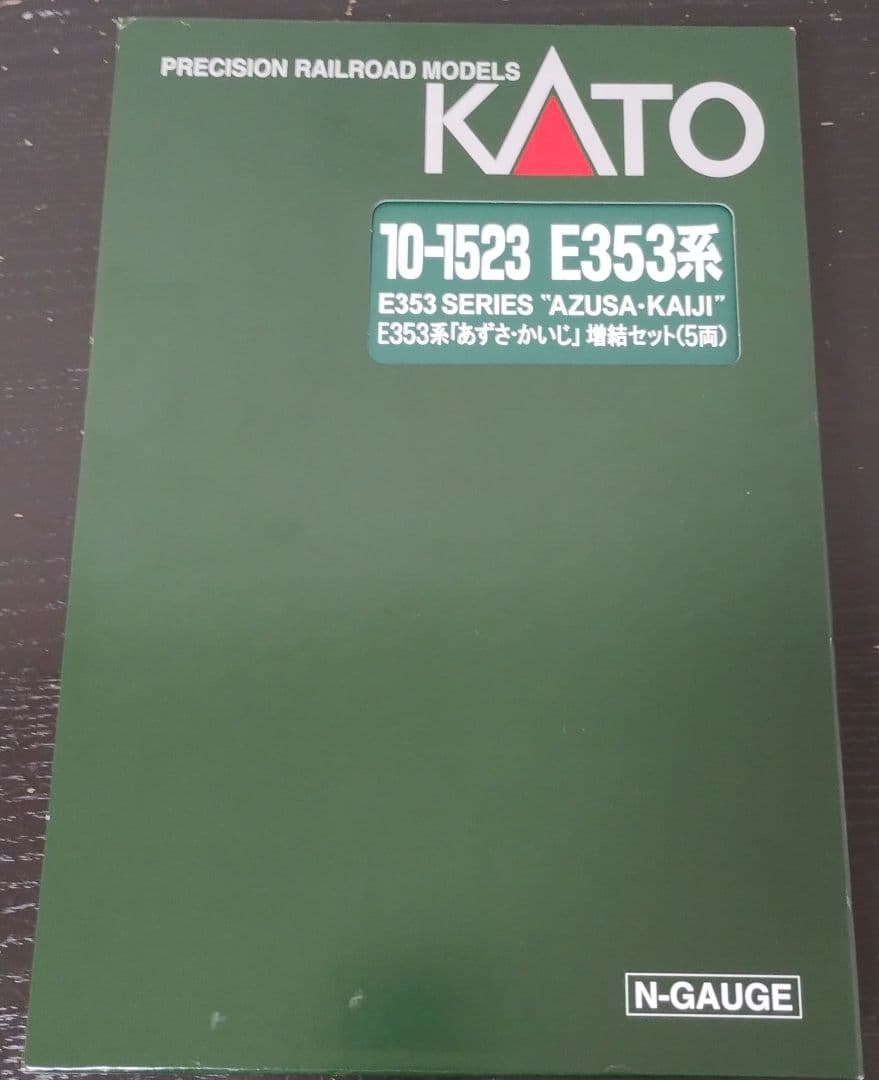 PRECISION RAILROAD MODELS
KATO
10-1523 E353系
E353 SERIES "AZUSA・KAIJI"
E353系「あずさ・かいじ」増結セット(5両)
N-GAUGE